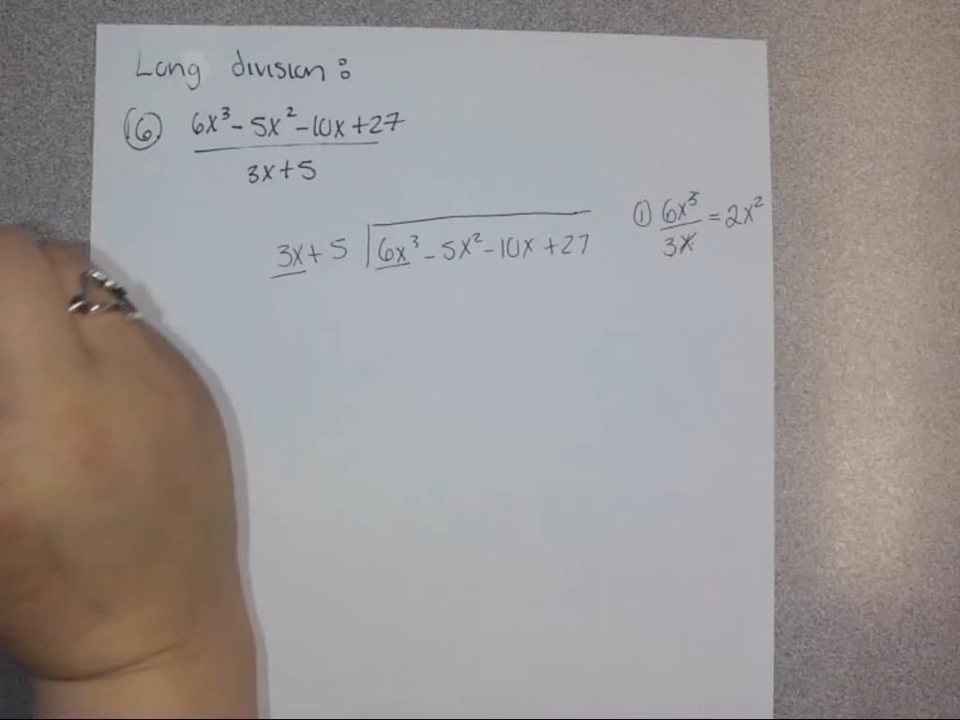 Long division:
(6) 6x³-5x²-10x+27
3x+5
① 6x³/3x = 2x²
3x+5 6x³-5x²-10x+27